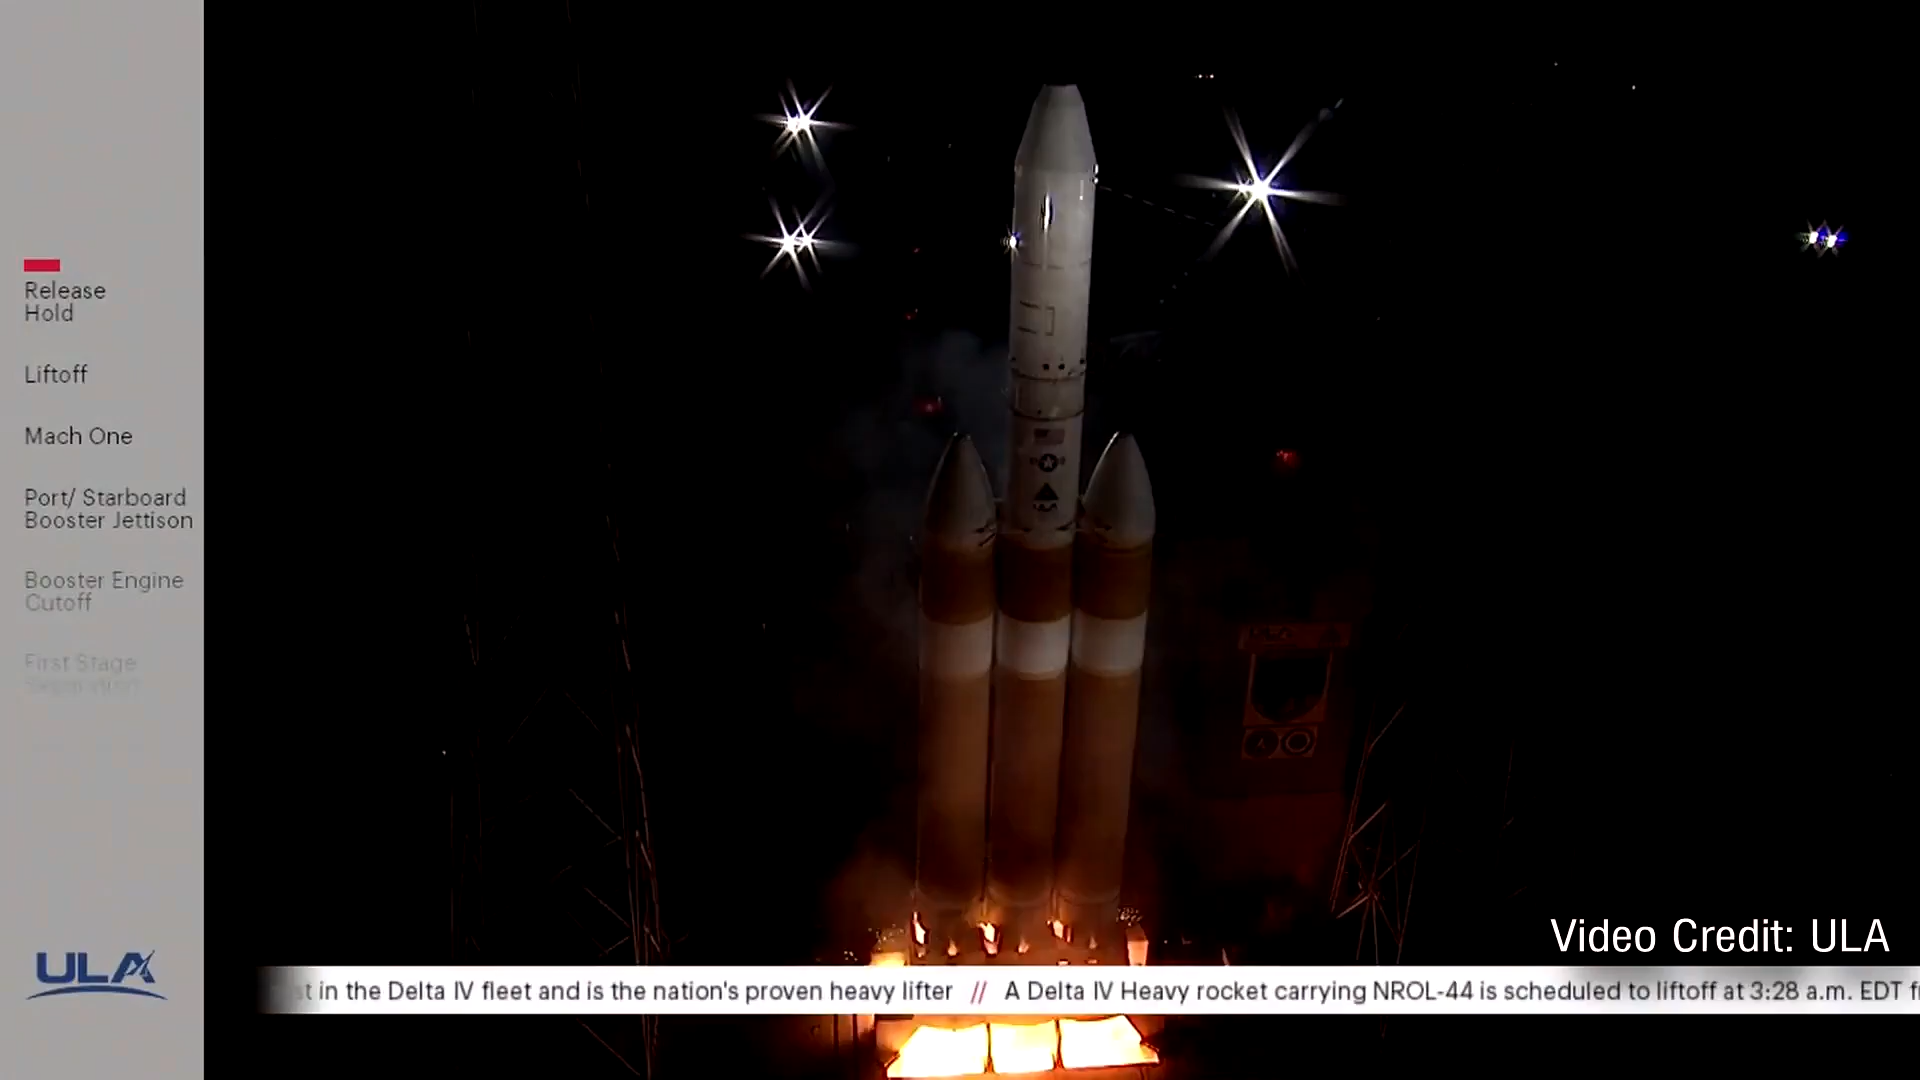 Release
Hold
Liftoff
Mach One
Port/ Starboard
Booster Jettison
Booster Engine
Cutoff
First Stage
Separation
ULA
Video Credit: ULA
in the Delta IV fleet and is the nation's proven heavy lifter // A Delta IV Heavy rocket carrying NROL-44 is scheduled to liftoff at 3:28 a.m. EDT